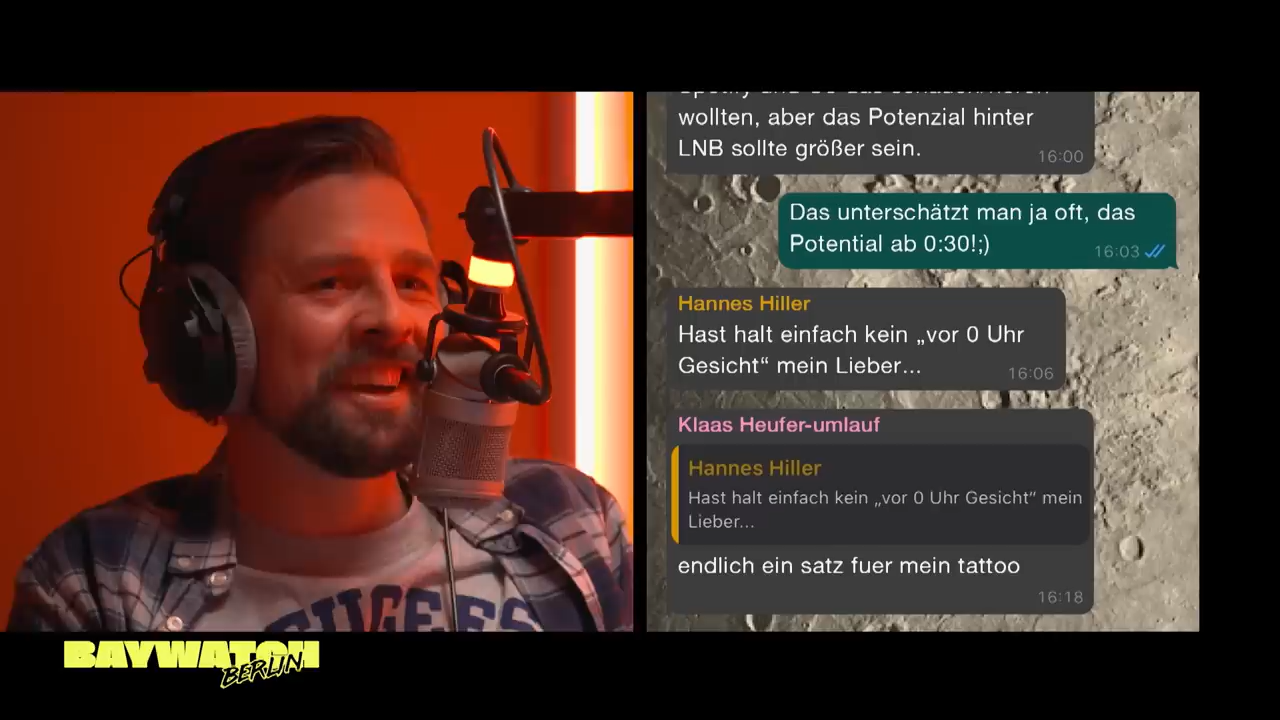 wollten, aber das Potenzial hinter
LNB sollte größer sein.
16:00
Das unterschätzt man ja oft, das
Potential ab 0:30!;)
16:03
Hannes Hiller
Hast halt einfach kein „vor 0 Uhr
Gesicht“ mein Lieber...
16:06
Klaas Heufer-umlauf
Hannes Hiller
Hast halt einfach kein „vor 0 Uhr Gesicht“ mein
Lieber...
endlich ein satz fuer mein tattoo
16:18
BAYWATCH
BERLIN